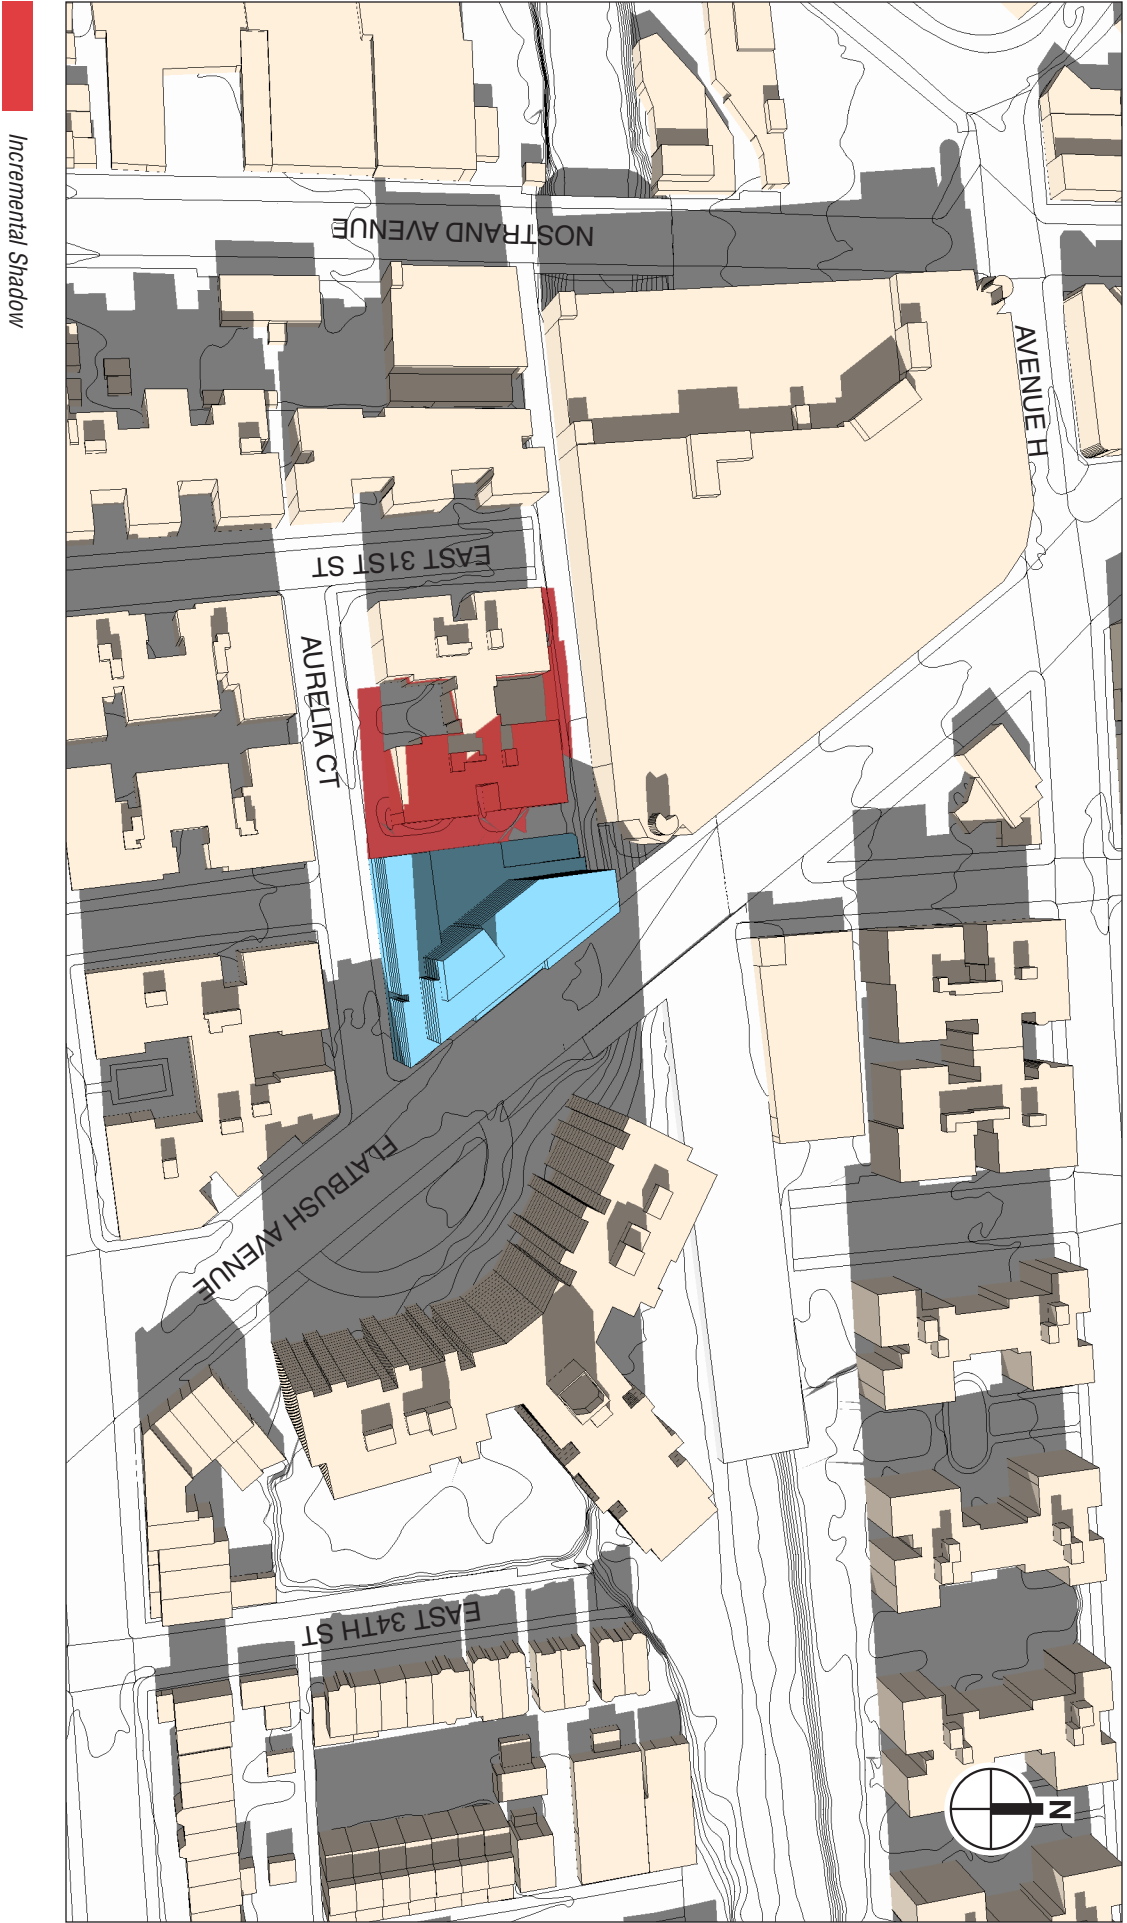 Incremental Shadow
NOSTRAND AVENUE
AVENUE H
EAST 31ST ST
AURELIA CT
FLATBUSH AVENUE
EAST 34TH ST
N